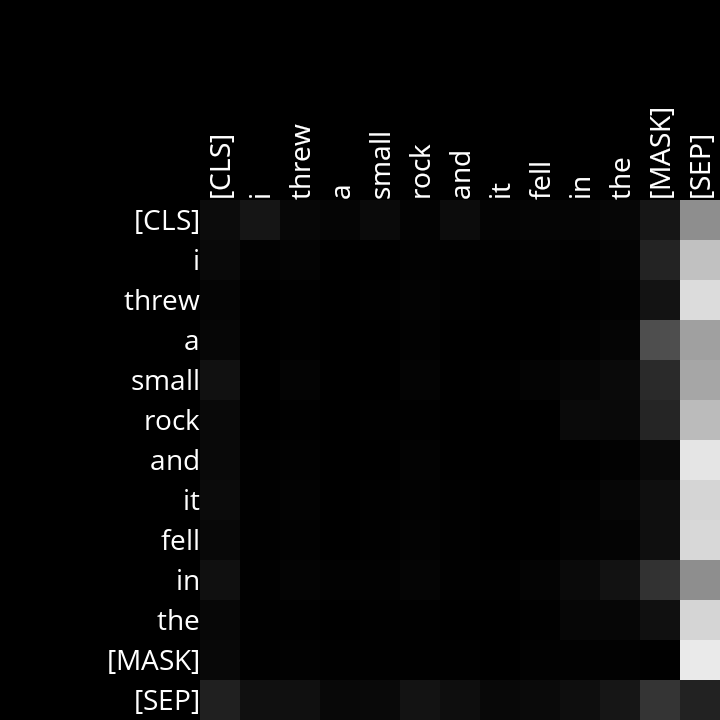 [CLS] i threw a small rock and it fell in the [MASK] [SEP]
[CLS]
i
threw
a
small
rock
and
it
fell
in
the
[MASK]
[SEP]